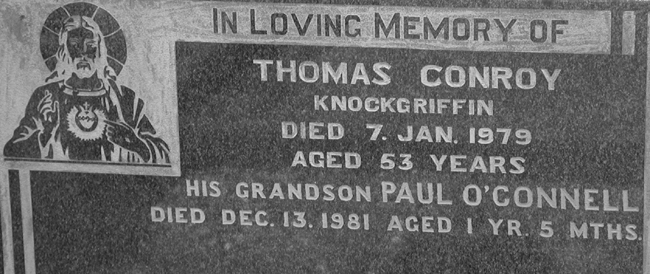 IN LOVING MEMORY OF
THOMAS CONROY
KNOCKGRIFFIN
DIED 7. JAN. 1979
AGED 53 YEARS
HIS GRANDSON PAUL O'CONNELL
DIED DEC. 13. 1981 AGED 1 YR. 5 MTHS.